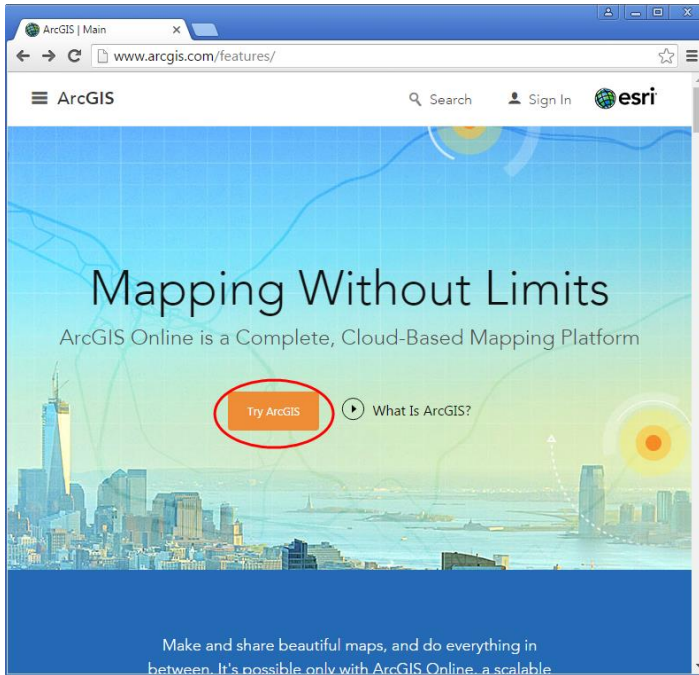 ArcGIS | Main
www.arcgis.com/features/
ArcGIS
Search
Sign In
esri
Mapping Without Limits
ArcGIS Online is a Complete, Cloud-Based Mapping Platform
Try ArcGIS
What Is ArcGIS?
Make and share beautiful maps, and do everything in
between. It's possible only with ArcGIS Online, a scalable